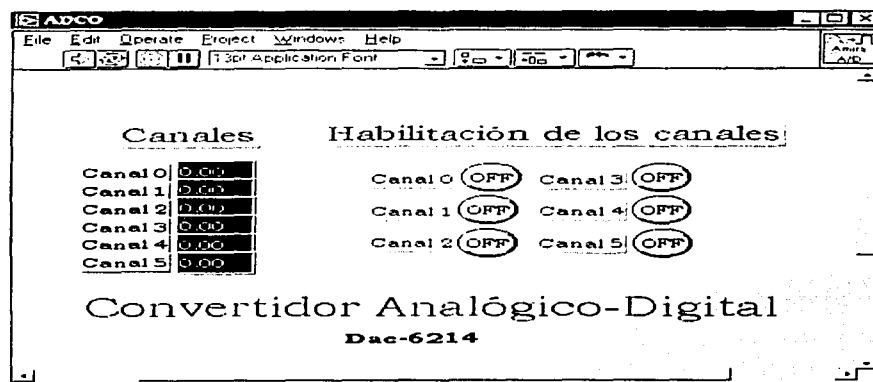 ADCO
File Edit Operate Project Windows Help
13pt Application Font
A/D
Canales
Habilitación de los canales
Canal 0 0.00
Canal 1 0.00
Canal 2 0.00
Canal 3 0.00
Canal 4 0.00
Canal 5 0.00
Canal 0 OFF Canal 3 OFF
Canal 1 OFF Canal 4 OFF
Canal 2 OFF Canal 5 OFF
Convertidor Analógico-Digital
Dac-6214